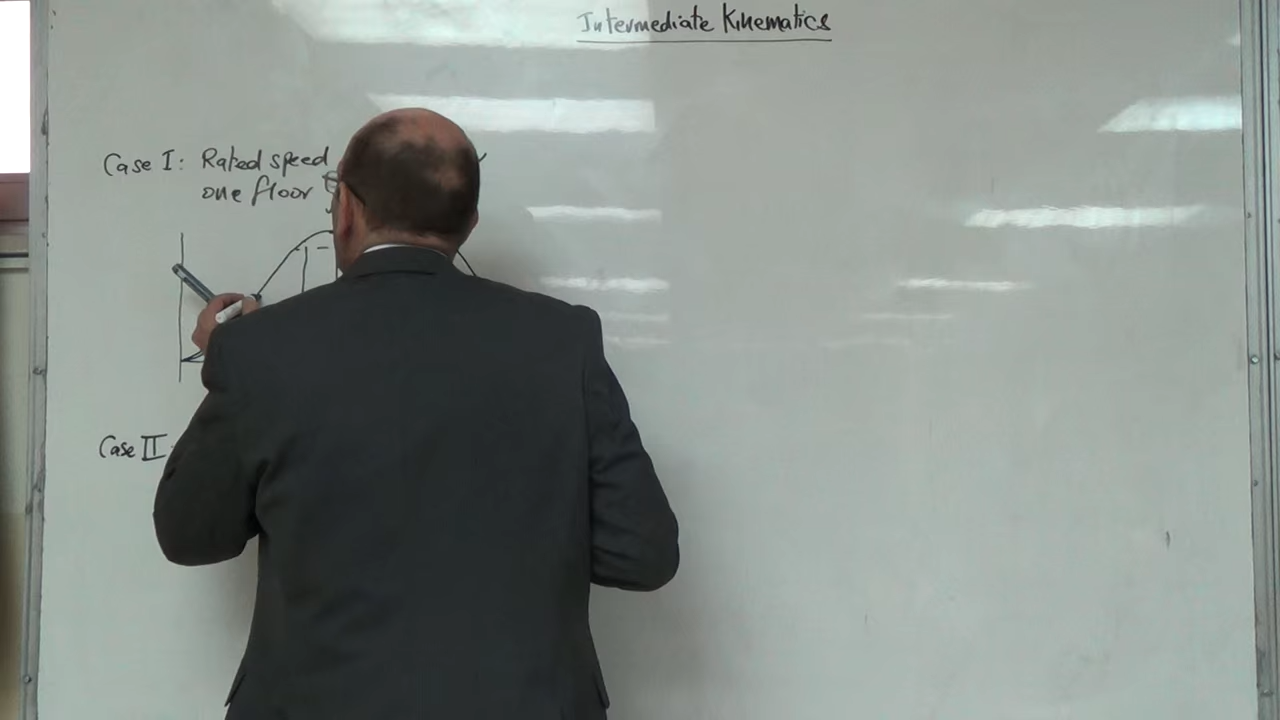 Intermediate Kinematics
Case I: Rated speed
one floor
Case II